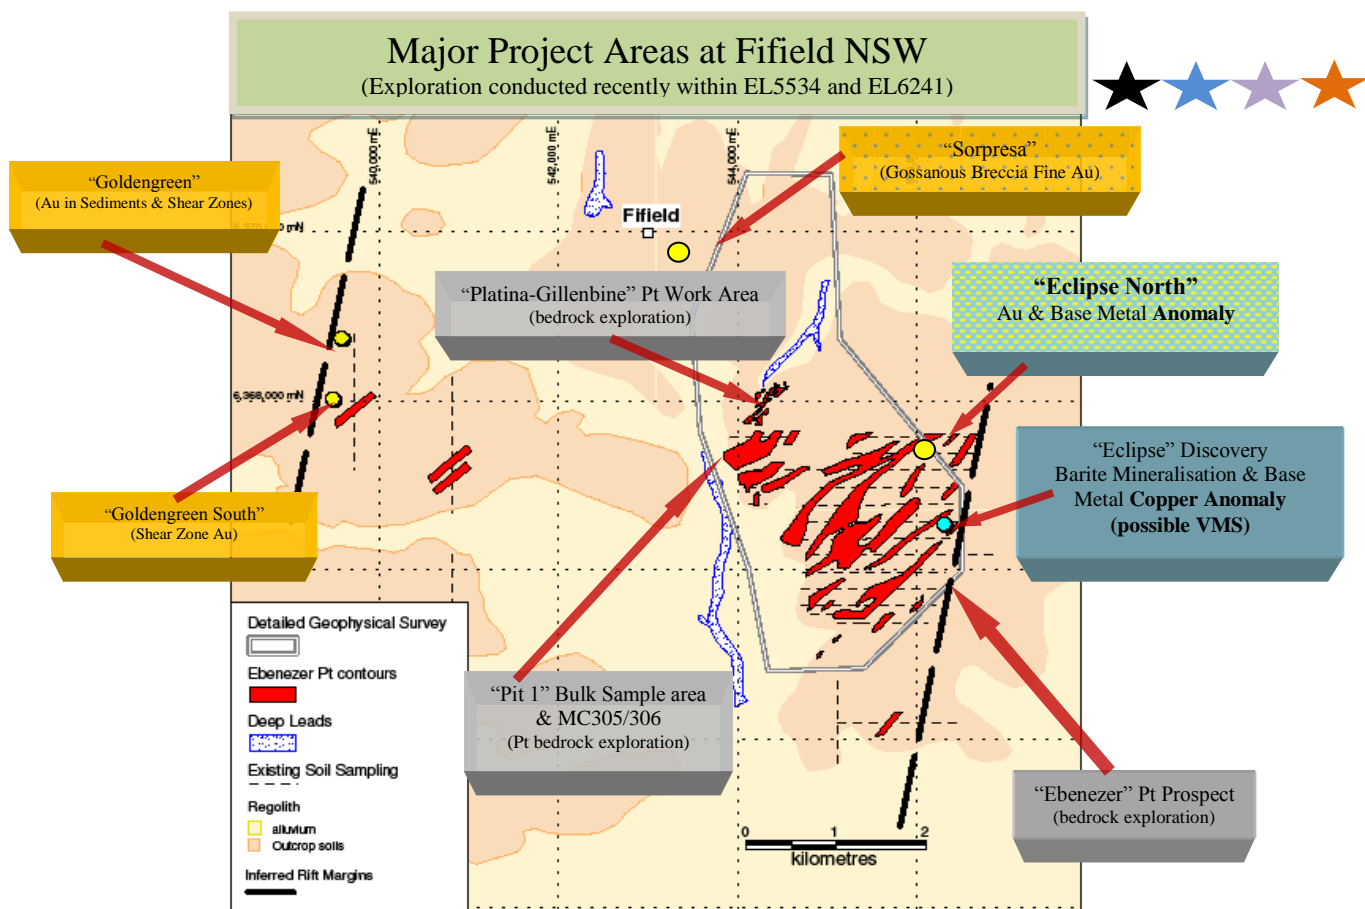 Major Project Areas at Fifield NSW
(Exploration conducted recently within EL5534 and EL6241)
“Goldengreen”
(Au in Sediments & Shear Zones)
540,000 mE
542,000 mE
544,000 mE
“Sorpresa”
(Gossanous Breccia Fine Au)
Fifield
“Platina-Gillenbine” Pt Work Area
(bedrock exploration)
“Eclipse North”
Au & Base Metal Anomaly
6,368,000 mN
“Eclipse” Discovery
Barite Mineralisation & Base
Metal Copper Anomaly
(possible VMS)
“Goldengreen South”
(Shear Zone Au)
“Pit 1” Bulk Sample area
& MC305/306
(Pt bedrock exploration)
“Ebenezer” Pt Prospect
(bedrock exploration)
Detailed Geophysical Survey
Ebenezer Pt contours
Deep Leads
Existing Soil Sampling
Regolith
alluvium
Outcrop soils
Inferred Rift Margins
0 1 2
kilometres